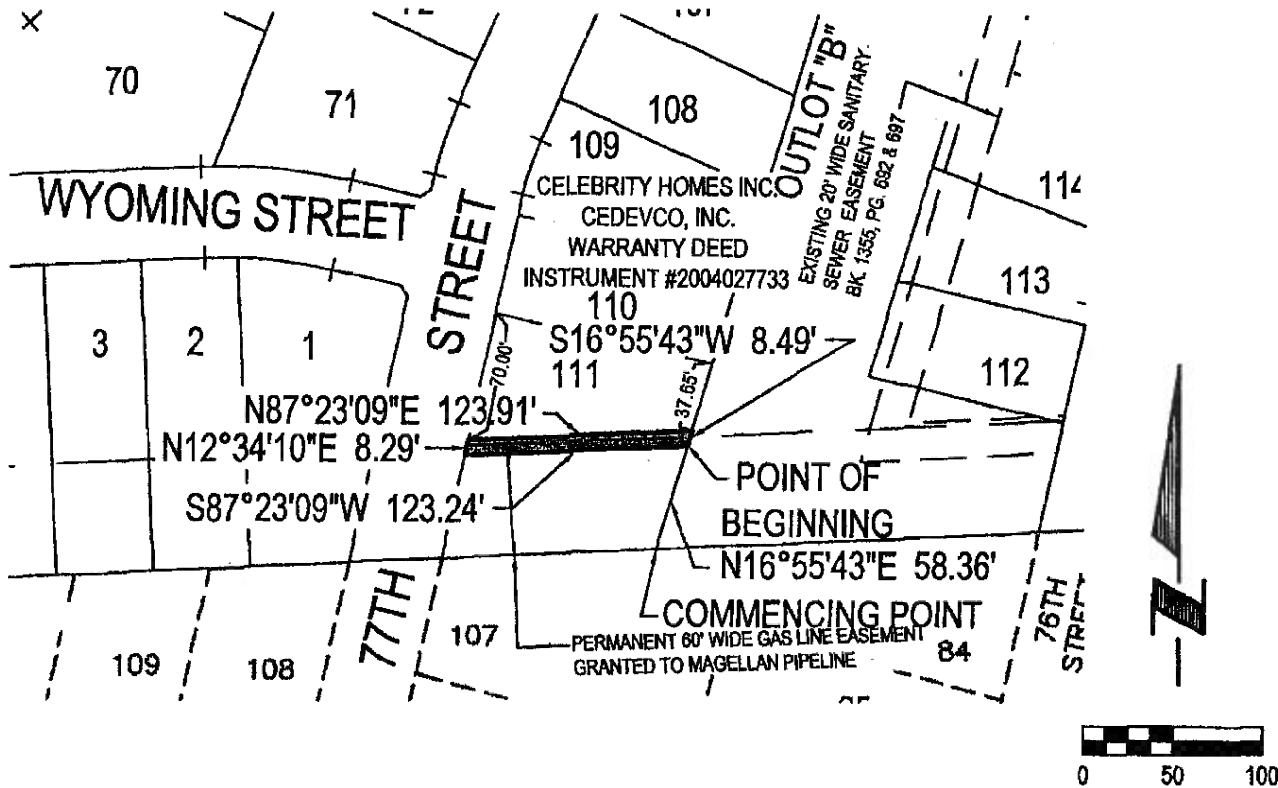 70
71
108
109
OUTLOT "B"
EXISTING 20' WIDE SANITARY.
SEWER EASEMENT
BK. 1355, PG. 692 & 697
114
WYOMING STREET
CELEBRITY HOMES INC.
CEDEVCO, INC.
WARRANTY DEED
INSTRUMENT #2004027733
STREET
110
113
3
2
1
70.00'
S16°55'43"W 8.49'
111
37.65'
112
N87°23'09"E 123.91'
N12°34'10"E 8.29'
S87°23'09"W 123.24'
POINT OF
BEGINNING
N16°55'43"E 58.36'
COMMENCING POINT
77TH
76TH
STREET
107
PERMANENT 60' WIDE GAS LINE EASEMENT
GRANTED TO MAGELLAN PIPELINE
84
109
108
0 50 100